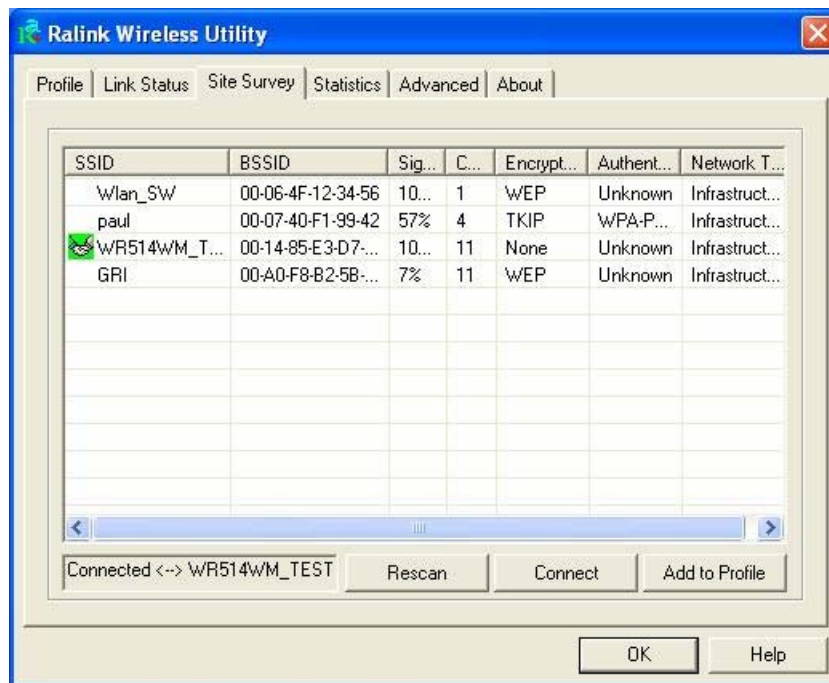 Ralink Wireless Utility
Profile Link Status Site Survey Statistics Advanced About
SSID BSSID Sig... C... Encrypt... Authent... Network T...
Wlan_SW 00-06-4F-12-34-56 10... 1 WEP Unknown Infrastruct...
paul 00-07-40-F1-99-42 57% 4 TKIP WPA-P... Infrastruct...
WR514WM_T... 00-14-85-E3-D7-... 10... 11 None Unknown Infrastruct...
GRI 00-A0-F8-B2-5B-... 7% 11 WEP Unknown Infrastruct...
Connected <--> WR514WM_TEST Rescan Connect Add to Profile
OK Help